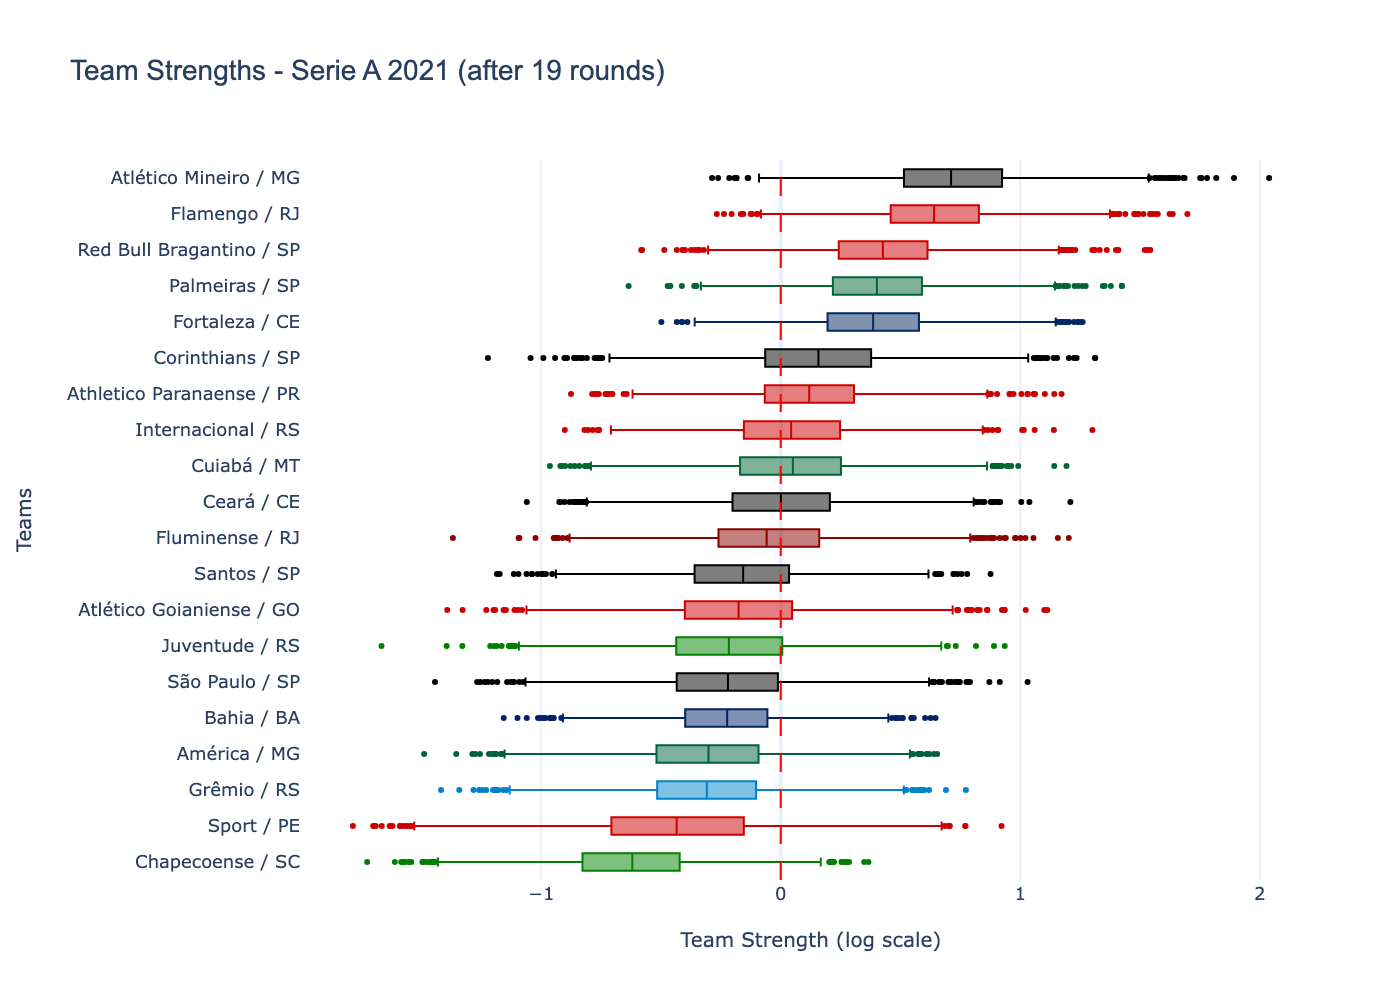 Team Strengths - Serie A 2021 (after 19 rounds)
Atlético Mineiro / MG
Flamengo / RJ
Red Bull Bragantino / SP
Palmeiras / SP
Fortaleza / CE
Corinthians / SP
Athletico Paranaense / PR
Internacional / RS
Cuiabá / MT
Ceará / CE
Fluminense / RJ
Santos / SP
Atlético Goianiense / GO
Juventude / RS
São Paulo / SP
Bahia / BA
América / MG
Grêmio / RS
Sport / PE
Chapecoense / SC
Teams
−1 0 1 2
Team Strength (log scale)